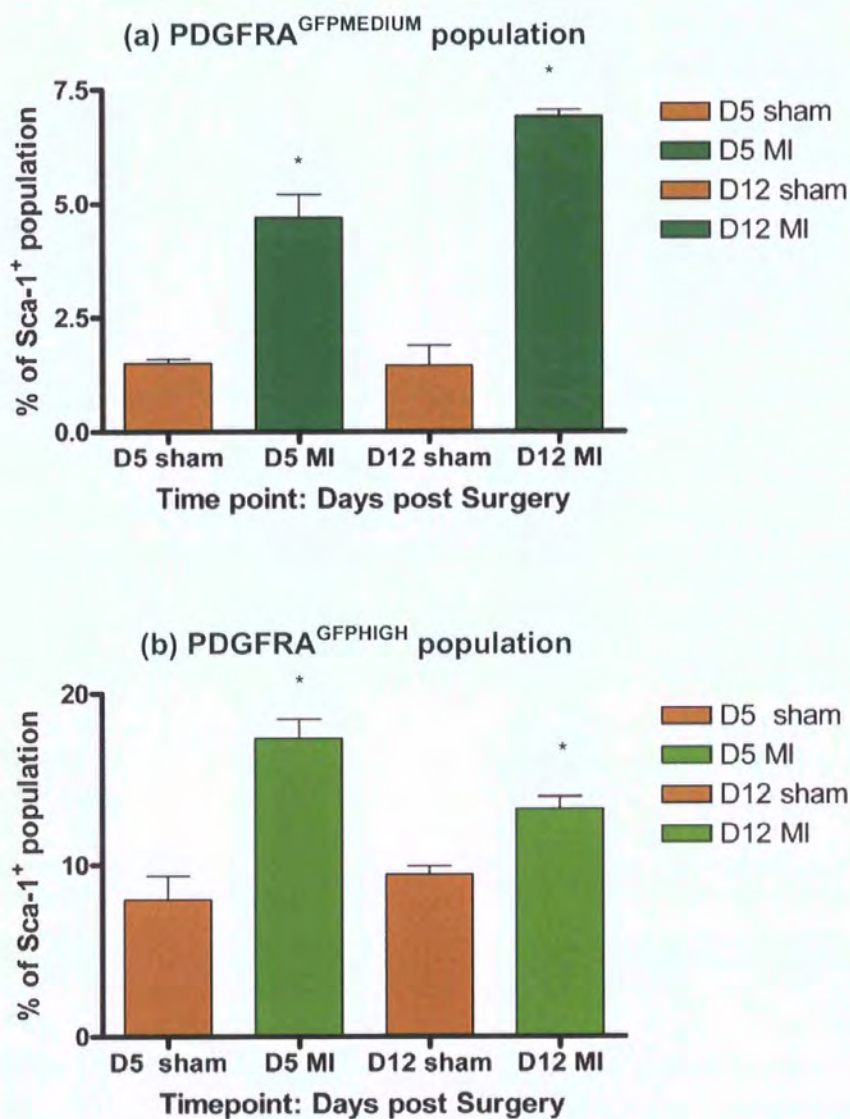 (a) PDGFRA^GFPMEDIUM population
% of Sca-1⁺ population
7.5
5.0
2.5
0.0
*
*
D5 sham
D5 MI
D12 sham
D12 MI
Time point: Days post Surgery
D5 sham
D5 MI
D12 sham
D12 MI
(b) PDGFRA^GFPHIGH population
% of Sca-1⁺ population
20
10
0
*
*
D5 sham
D5 MI
D12 sham
D12 MI
Timepoint: Days post Surgery
D5 sham
D5 MI
D12 sham
D12 MI